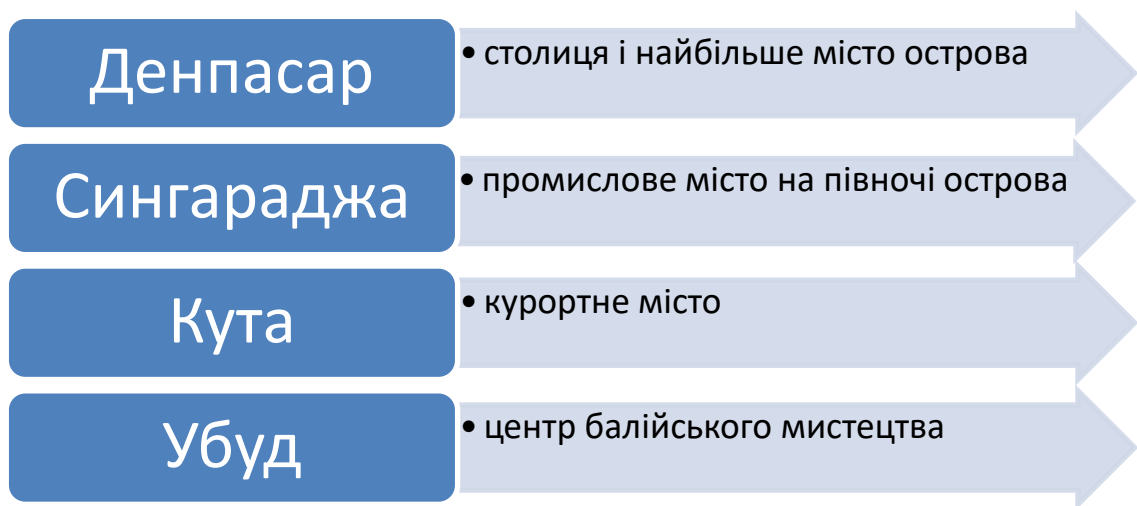 Денпасар
• столиця і найбільше місто острова
Сингараджа
• промислове місто на півночі острова
Кута
• курортне місто
Убуд
• центр балійського мистецтва